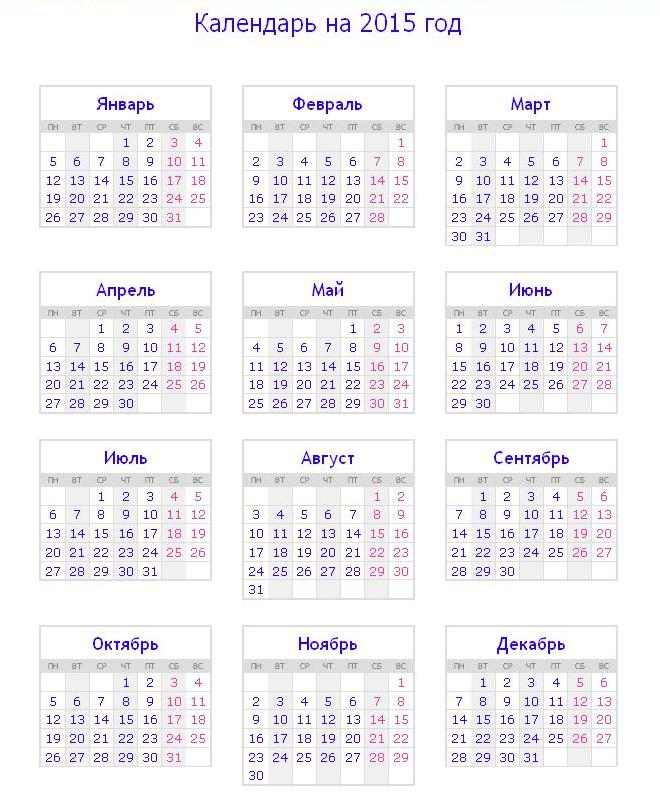 Календарь на 2015 год
Январь
ПН ВТ СР ЧТ ПТ СБ ВС
1 2 3 4
5 6 7 8 9 10 11
12 13 14 15 16 17 18
19 20 21 22 23 24 25
26 27 28 29 30 31
Февраль
ПН ВТ СР ЧТ ПТ СБ ВС
1
2 3 4 5 6 7 8
9 10 11 12 13 14 15
16 17 18 19 20 21 22
23 24 25 26 27 28
Март
ПН ВТ СР ЧТ ПТ СБ ВС
1
2 3 4 5 6 7 8
9 10 11 12 13 14 15
16 17 18 19 20 21 22
23 24 25 26 27 28 29
30 31
Апрель
ПН ВТ СР ЧТ ПТ СБ ВС
1 2 3 4 5
6 7 8 9 10 11 12
13 14 15 16 17 18 19
20 21 22 23 24 25 26
27 28 29 30
Май
ПН ВТ СР ЧТ ПТ СБ ВС
1 2 3
4 5 6 7 8 9 10
11 12 13 14 15 16 17
18 19 20 21 22 23 24
25 26 27 28 29 30 31
Июнь
ПН ВТ СР ЧТ ПТ СБ ВС
1 2 3 4 5 6 7
8 9 10 11 12 13 14
15 16 17 18 19 20 21
22 23 24 25 26 27 28
29 30
Июль
ПН ВТ СР ЧТ ПТ СБ ВС
1 2 3 4 5
6 7 8 9 10 11 12
13 14 15 16 17 18 19
20 21 22 23 24 25 26
27 28 29 30 31
Август
ПН ВТ СР ЧТ ПТ СБ ВС
1 2
3 4 5 6 7 8 9
10 11 12 13 14 15 16
17 18 19 20 21 22 23
24 25 26 27 28 29 30
31
Сентябрь
ПН ВТ СР ЧТ ПТ СБ ВС
1 2 3 4 5 6
7 8 9 10 11 12 13
14 15 16 17 18 19 20
21 22 23 24 25 26 27
28 29 30
Октябрь
ПН ВТ СР ЧТ ПТ СБ ВС
1 2 3 4
5 6 7 8 9 10 11
12 13 14 15 16 17 18
19 20 21 22 23 24 25
26 27 28 29 30 31
Ноябрь
ПН ВТ СР ЧТ ПТ СБ ВС
1
2 3 4 5 6 7 8
9 10 11 12 13 14 15
16 17 18 19 20 21 22
23 24 25 26 27 28 29
30
Декабрь
ПН ВТ СР ЧТ ПТ СБ ВС
1 2 3 4 5 6
7 8 9 10 11 12 13
14 15 16 17 18 19 20
21 22 23 24 25 26 27
28 29 30 31